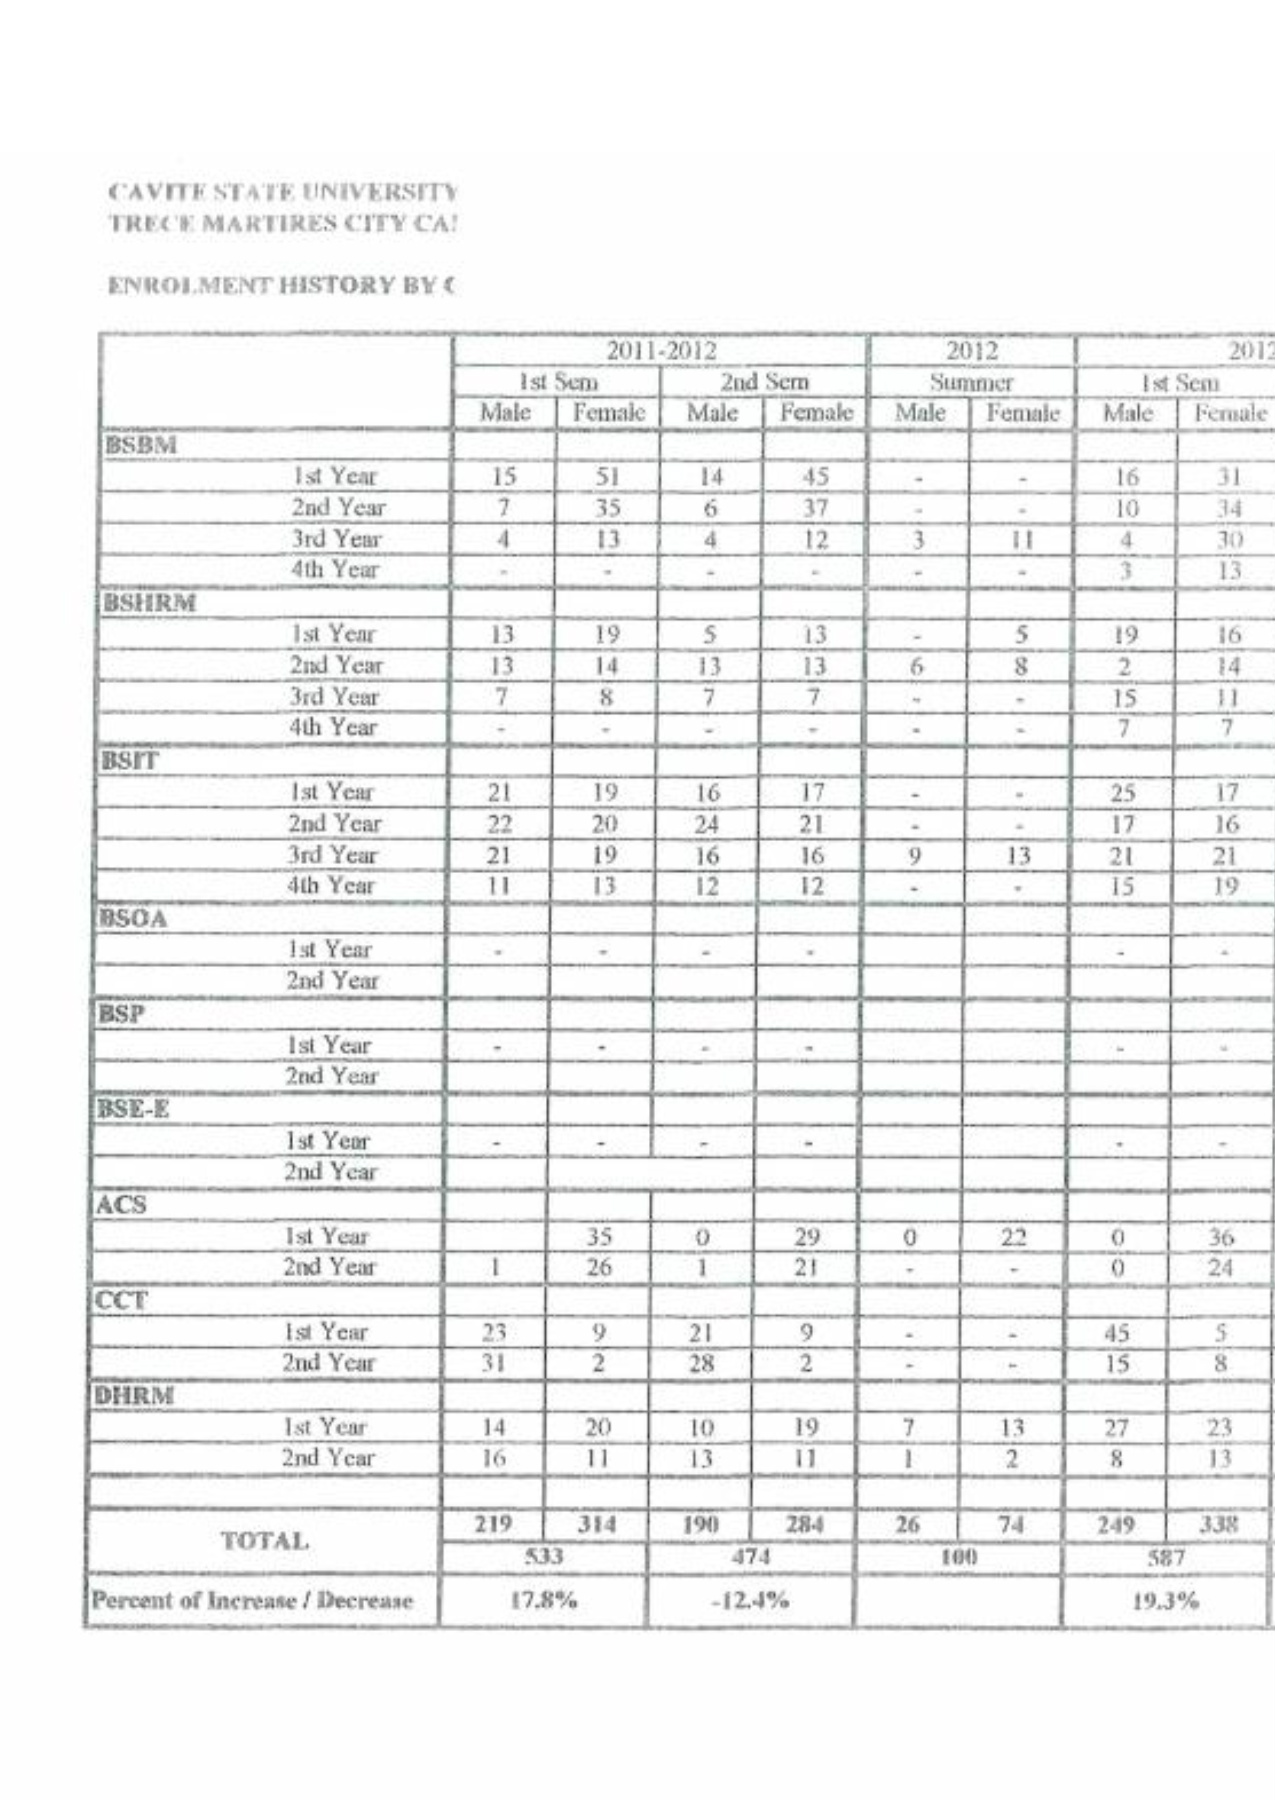 CAVITE STATE UNIVERSITY
TRECE MARTIRES CITY CA
ENROLMENT HISTORY BY
2011-2012 2012 2012
1st Sem 2nd Sem Summer 1st Sem
Male Female Male Female Male Female Male Female
BSBM
1st Year 15 51 14 45 - - 16 31
2nd Year 7 35 6 37 - - 10 34
3rd Year 4 13 4 12 3 11 4 30
4th Year - - - - - - 3 13
BSHRM
1st Year 13 19 5 13 - 5 19 16
2nd Year 13 14 13 13 6 8 2 14
3rd Year 7 8 7 7 - - 15 11
4th Year - - - - - - 7 7
BSIT
1st Year 21 19 16 17 - - 25 17
2nd Year 22 20 24 21 - - 17 16
3rd Year 21 19 16 16 9 13 21 21
4th Year 11 13 12 12 - - 15 19
BSOA
1st Year - - - - - -
2nd Year
BSP
1st Year - - - - - -
2nd Year
BSE-E
1st Year - - - - - -
2nd Year
ACS
1st Year 35 0 29 0 22 0 36
2nd Year 1 26 1 21 - - 0 24
CCT
1st Year 23 9 21 9 - - 45 5
2nd Year 31 2 28 2 - - 15 8
DHRM
1st Year 14 20 10 19 7 13 27 23
2nd Year 16 11 13 11 1 2 8 13
219 314 190 284 26 74 249 338
TOTAL
533 474 100 587
Percent of Increase / Decrease 17.8% -12.4% 19.3%